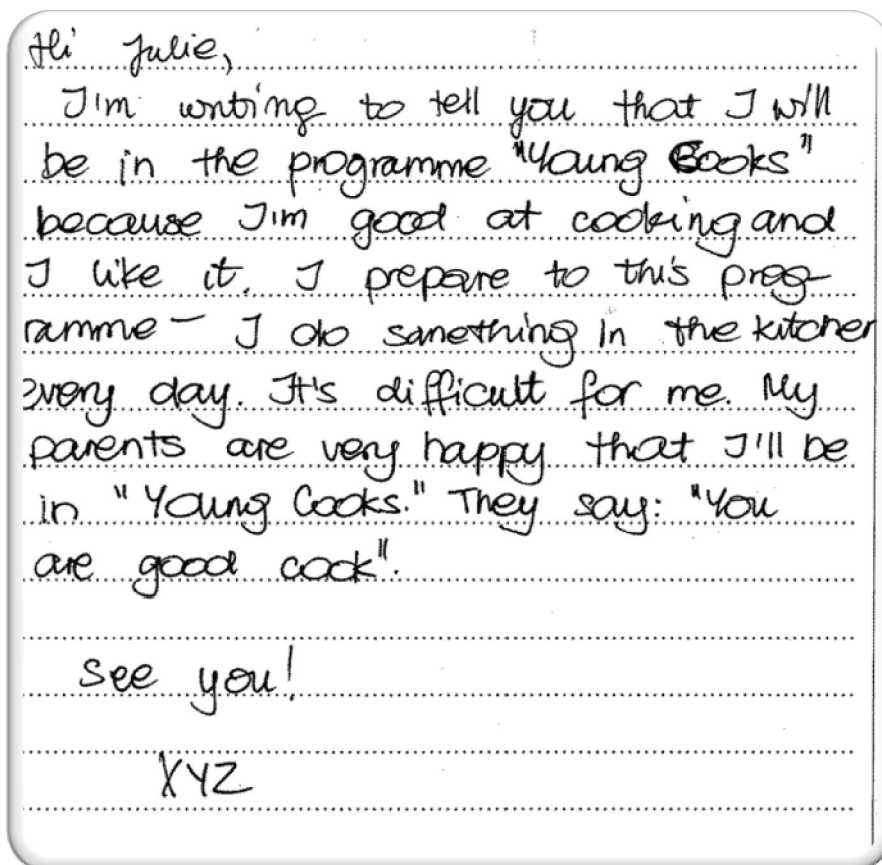 Hi Julie,
I'm writing to tell you that I will
be in the programme "Young Cooks"
because I'm good at cooking and
I like it. I prepare to this prog-
ramme – I do something in the kitchen
every day. It's difficult for me. My
parents are very happy that I'll be
in "Young Cooks." They say: "You
are good cook".
See you!
XYZ